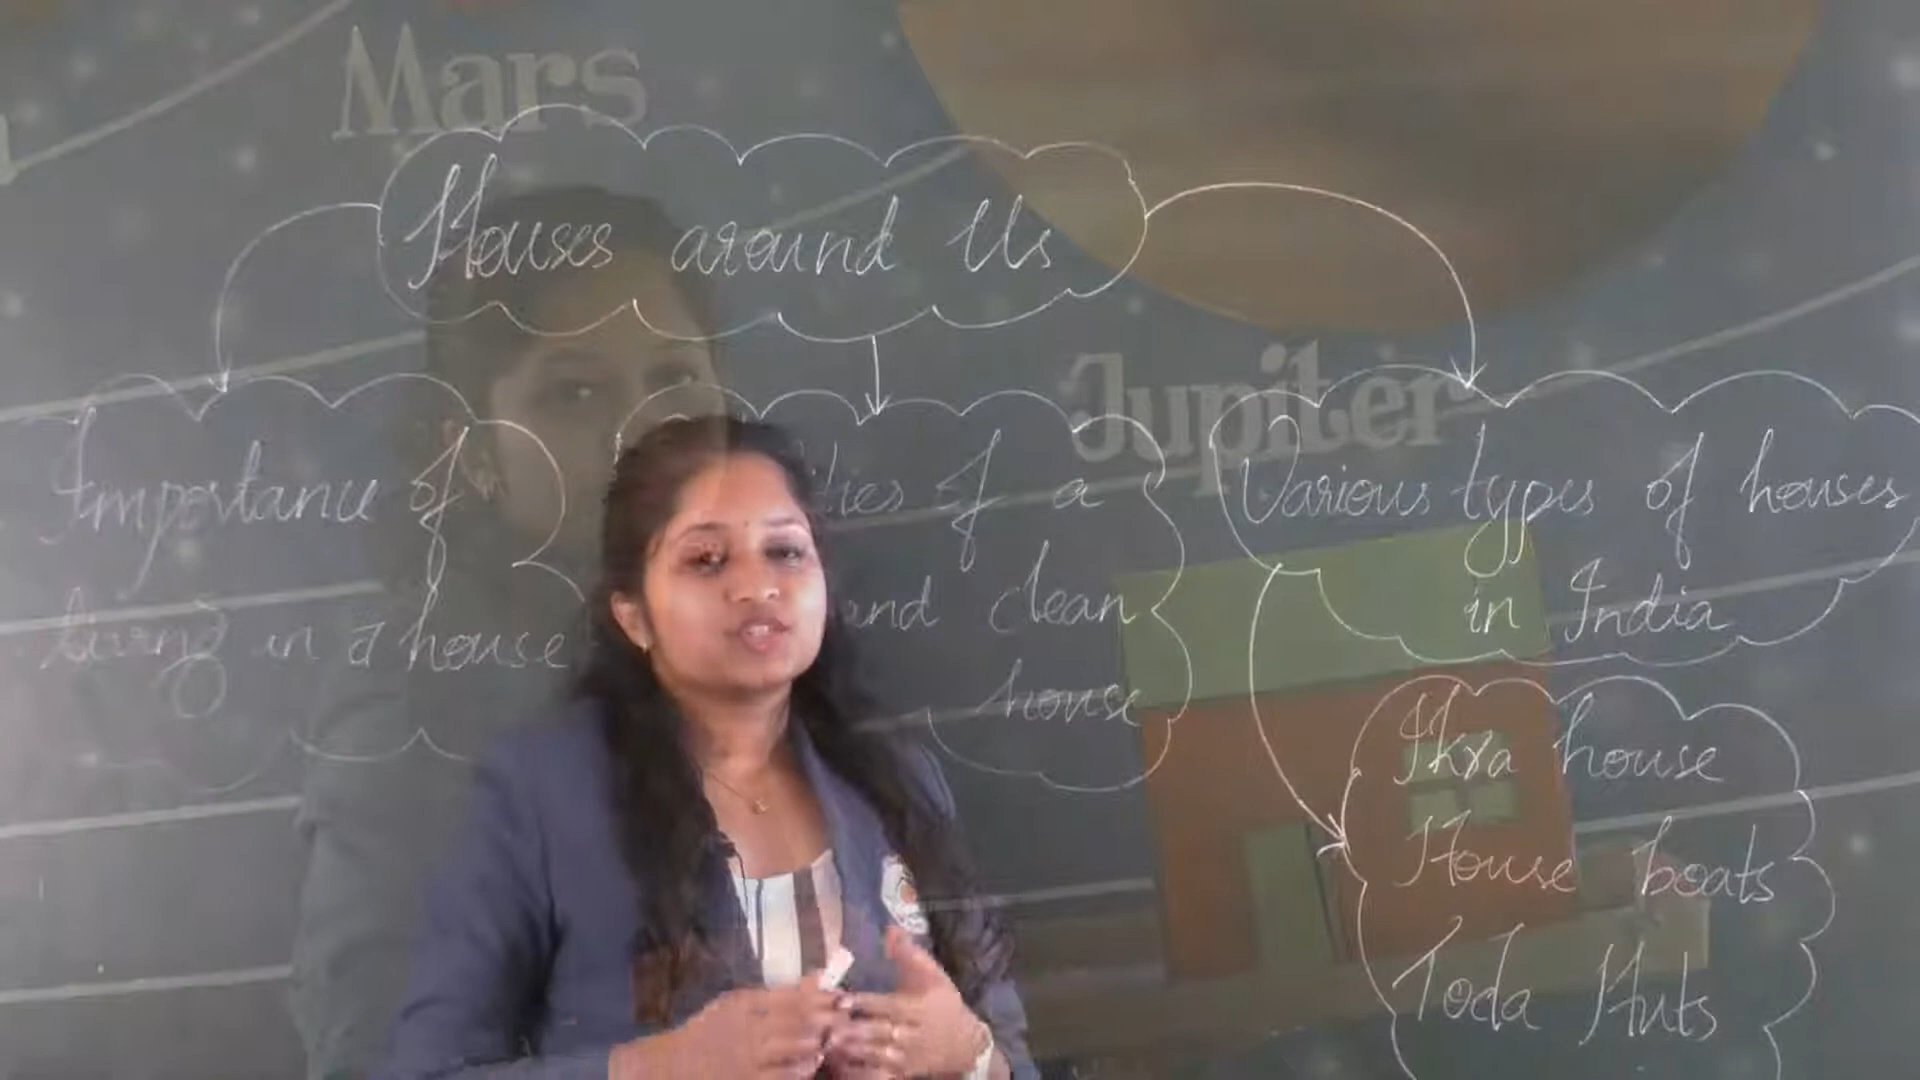 Mars
Houses around Us
Jupiter
Importance of
living in a house
of a
and clean
house
Various types of houses
in India
Ikra house
House boats
Toda Huts